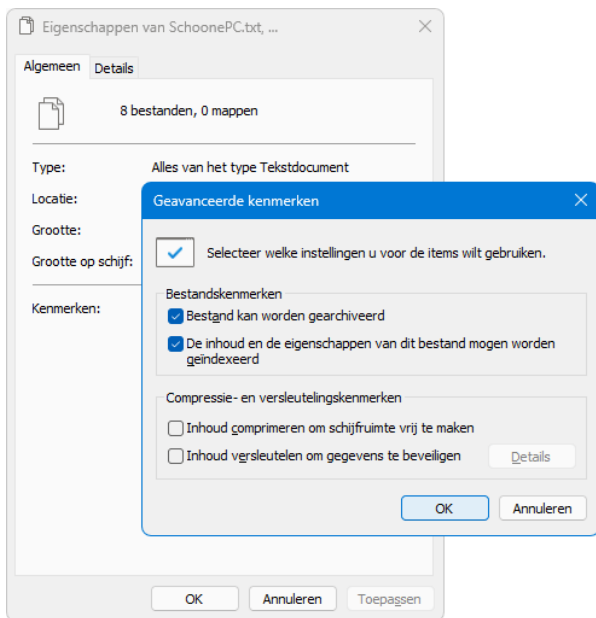 Eigenschappen van SchoonePC.txt, ...
Algemeen
Details
8 bestanden, 0 mappen
Type:
Alles van het type Tekstdocument
Locatie:
Grootte:
Grootte op schijf:
Kenmerken:
Geavanceerde kenmerken
Selecteer welke instellingen u voor de items wilt gebruiken.
Bestandskenmerken
Bestand kan worden gearchiveerd
De inhoud en de eigenschappen van dit bestand mogen worden
geïndexeerd
Compressie- en versleutelingskenmerken
Inhoud comprimeren om schijfruimte vrij te maken
Inhoud versleutelen om gegevens te beveiligen
Details
OK
Annuleren
OK
Annuleren
Toepassen